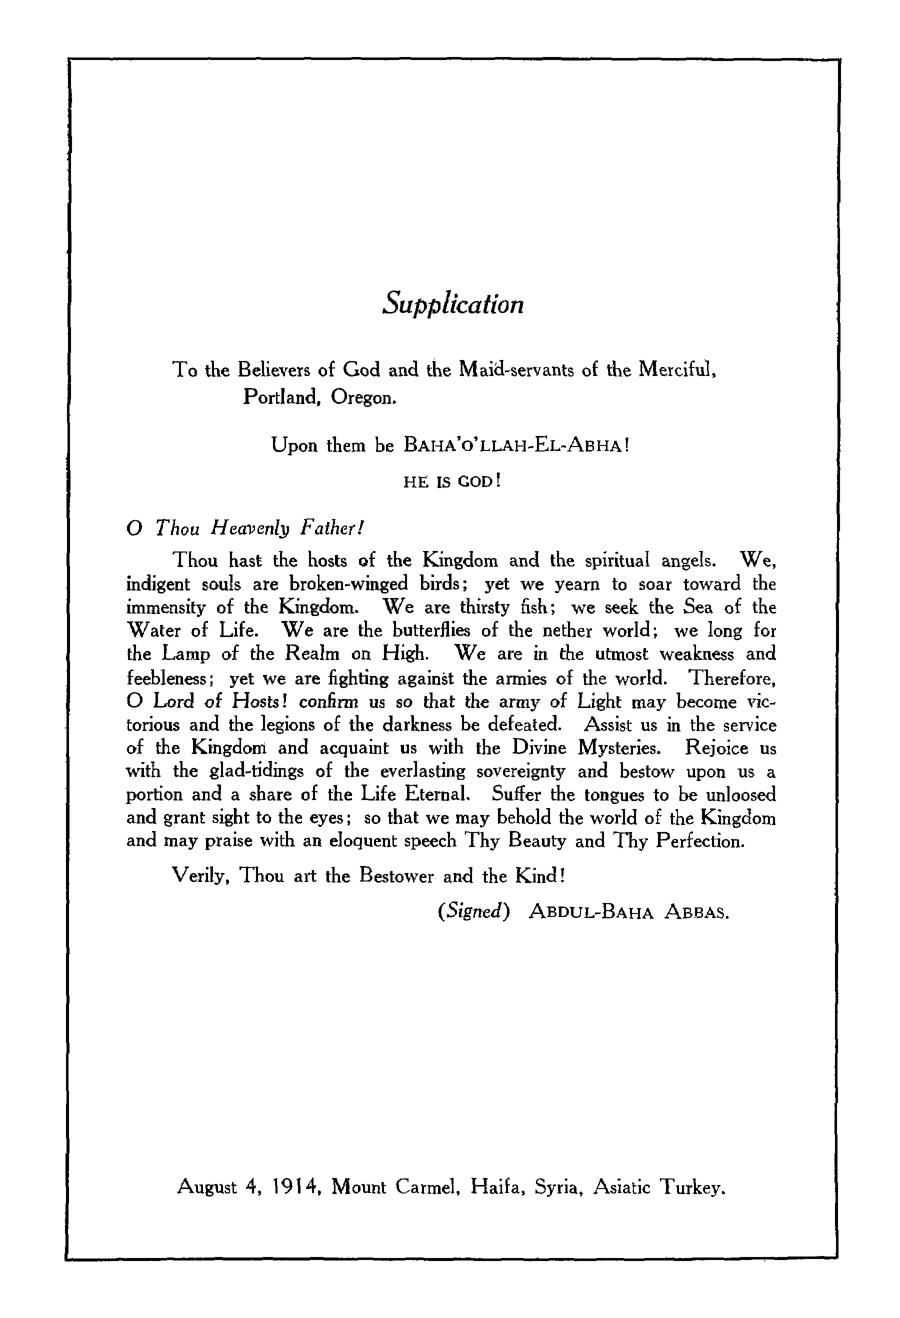 Supplication
To the Believers of God and the Maid-servants of the Merciful,
Portland, Oregon.
Upon them be BAHA'O'LLAH-EL-ABHA!
HE IS GOD!
O Thou Heavenly Father!
Thou hast the hosts of the Kingdom and the spiritual angels. We,
indigent souls are broken-winged birds; yet we yearn to soar toward the
immensity of the Kingdom. We are thirsty fish; we seek the Sea of the
Water of Life. We are the butterflies of the nether world; we long for
the Lamp of the Realm on High. We are in the utmost weakness and
feebleness; yet we are fighting against the armies of the world. Therefore,
O Lord of Hosts! confirm us so that the army of Light may become vic-
torious and the legions of the darkness be defeated. Assist us in the service
of the Kingdom and acquaint us with the Divine Mysteries. Rejoice us
with the glad-tidings of the everlasting sovereignty and bestow upon us a
portion and a share of the Life Eternal. Suffer the tongues to be unloosed
and grant sight to the eyes; so that we may behold the world of the Kingdom
and may praise with an eloquent speech Thy Beauty and Thy Perfection.
Verily, Thou art the Bestower and the Kind!
(Signed) ABDUL-BAHA ABBAS.
August 4, 1914, Mount Carmel, Haifa, Syria, Asiatic Turkey.